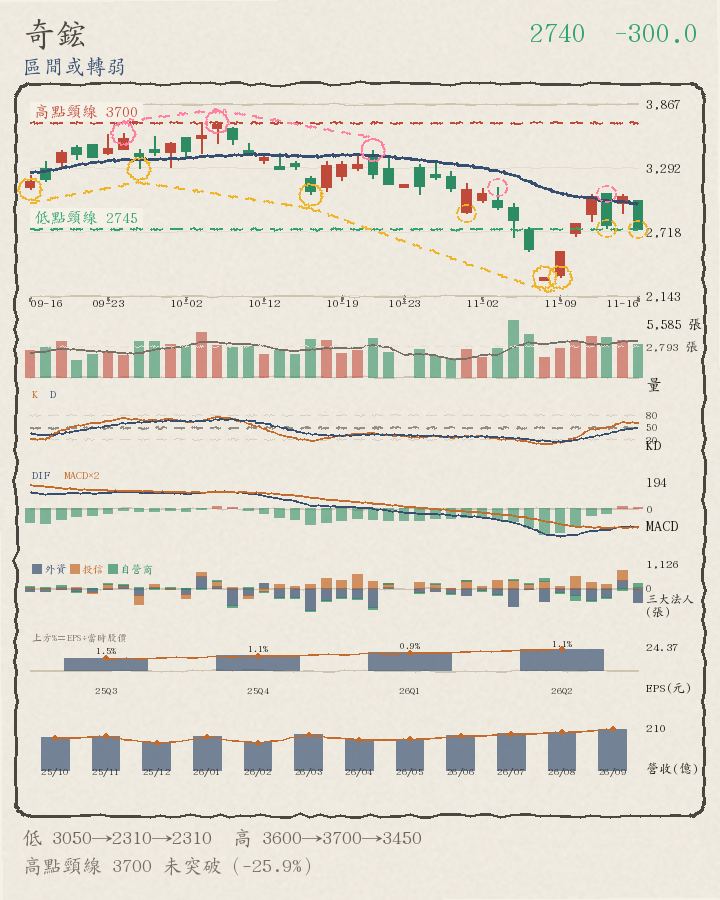 奇鋐
2740 -300.0
區間或轉弱
高點頸線 3700
3,867
3,292
低點頸線 2745
2,718
2,143
09-16 09-23 10-02 10-12 10-19 10-23 11-02 11-09 11-16
5,585 張
2,793 張
量
K D
80
50
20
KD
DIF MACD×2
194
0
MACD
外資 投信 自營商
1,126
0
三大法人
(張)
上方%=EPS÷當時股價
1.5% 1.1% 0.9% 1.1%
24.37
25Q3 25Q4 26Q1 26Q2
EPS(元)
210
25/10 25/11 25/12 26/01 26/02 26/03 26/04 26/05 26/06 26/07 26/08 26/09
營收(億)
低 3050→2310→2310 高 3600→3700→3450
高點頸線 3700 未突破 (-25.9%)